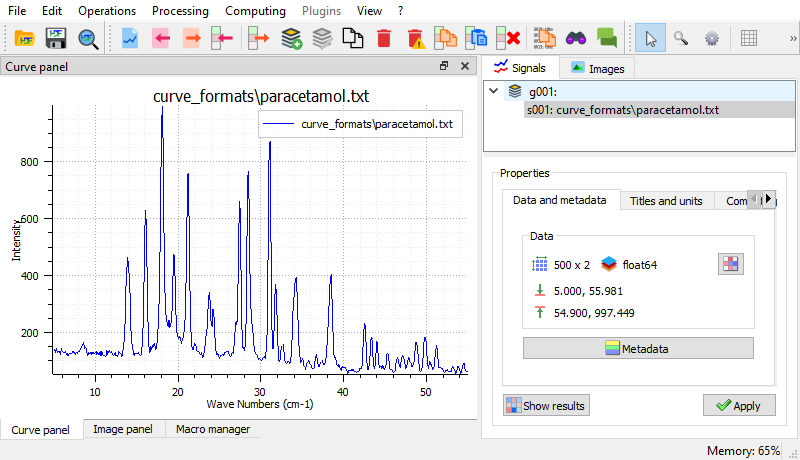 File Edit Operations Processing Computing Plugins View ?
Curve panel
curve_formats\paracetamol.txt
curve_formats\paracetamol.txt
Intensity
800
600
400
200
10 20 30 40 50
Wave Numbers (cm-1)
Curve panel Image panel Macro manager
Signals Images
g001:
s001: curve_formats\paracetamol.txt
Properties
Data and metadata Titles and units
Data
500 x 2 float64
5.000, 55.981
54.900, 997.449
Metadata
Show results Apply
Memory: 65%